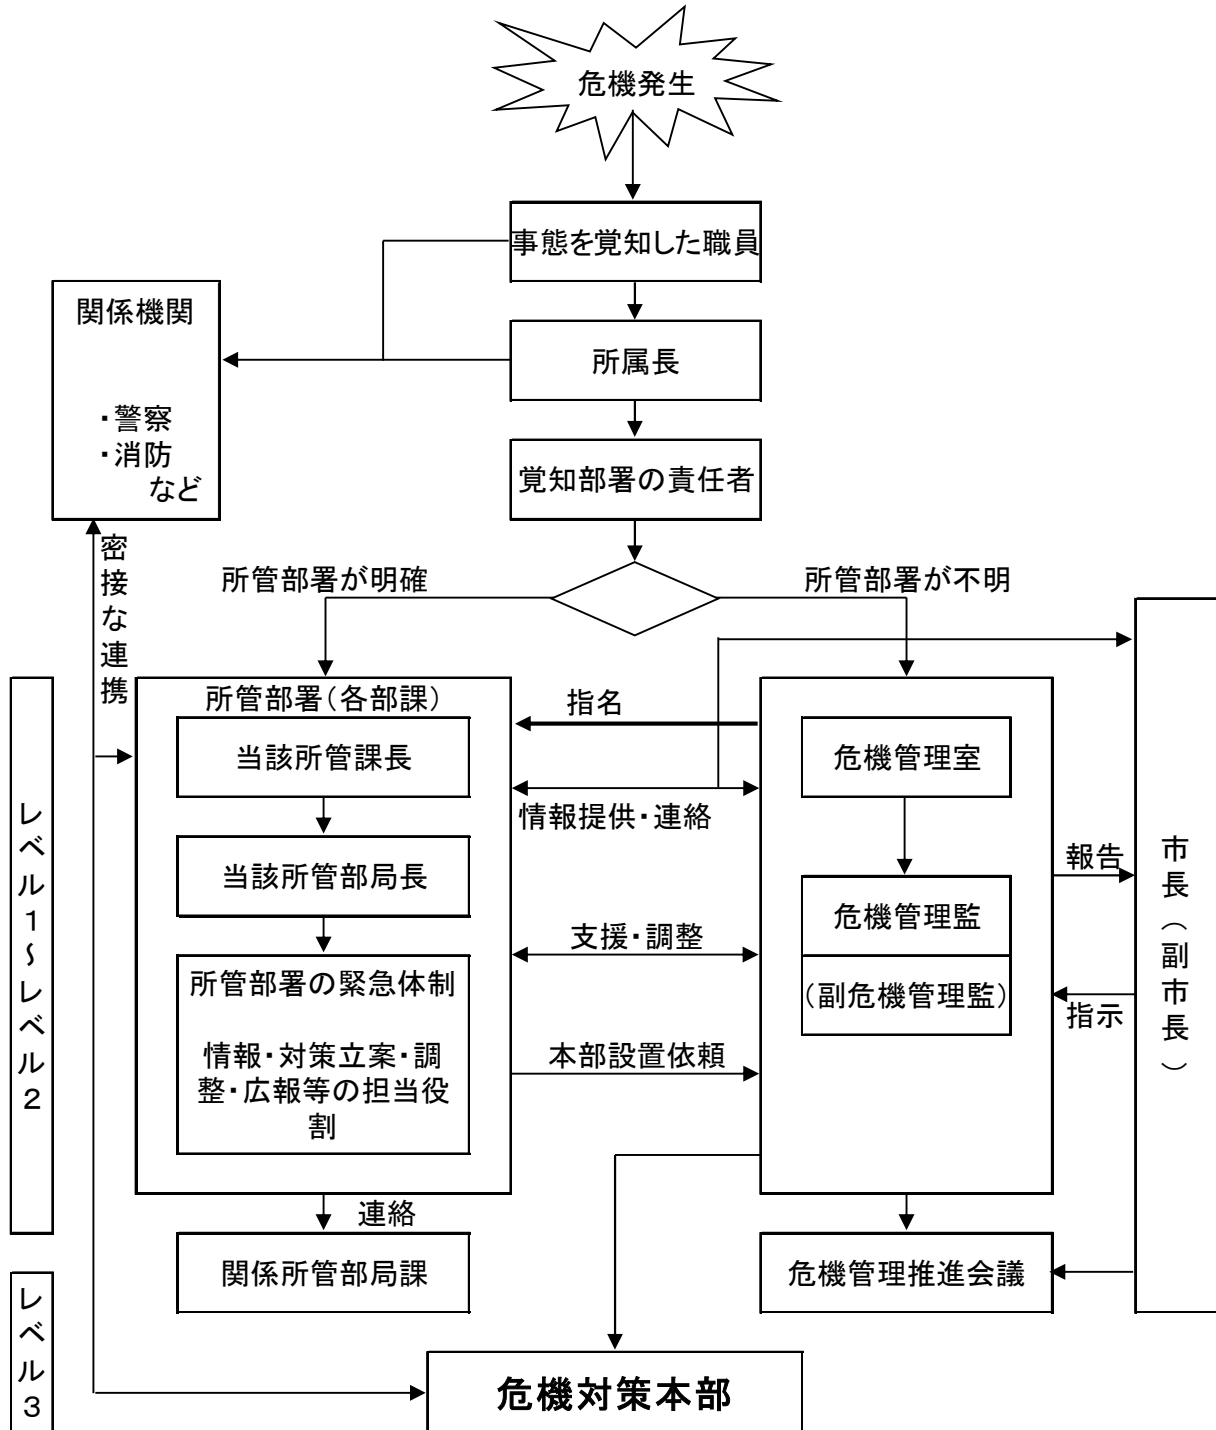 危機発生
事態を覚知した職員
関係機関
・警察
・消防
など
所属長
覚知部署の責任者
密接な連携
所管部署が明確
所管部署が不明
所管部署（各部課）
当該所管課長
当該所管部局長
所管部署の緊急体制
情報・対策立案・調
整・広報等の担当役
割
指名
情報提供・連絡
支援・調整
本部設置依頼
危機管理室
危機管理監
（副危機管理監）
報告
指示
市長（副市長）
レベル１～レベル２
連絡
関係所管部局課
危機管理推進会議
レベル３
危機対策本部